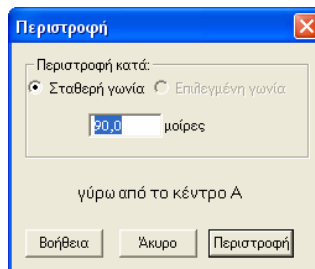 Περιστροφή
Περιστροφή κατά:
Σταθερή γωνία Επιλεγμένη γωνία
90,0 μοίρες
γύρω από το κέντρο Α
Βοήθεια Άκυρο Περιστροφή